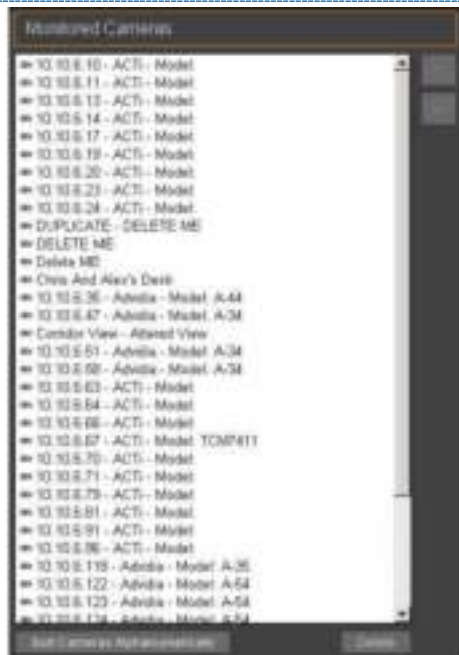 Monitored Cameras
10.10.6.10 - ACTi - Model:
10.10.6.11 - ACTi - Model:
10.10.6.13 - ACTi - Model:
10.10.6.14 - ACTi - Model:
10.10.6.17 - ACTi - Model:
10.10.6.19 - ACTi - Model:
10.10.6.20 - ACTi - Model:
10.10.6.23 - ACTi - Model:
10.10.6.24 - ACTi - Model:
DUPLICATE - DELETE ME
DELETE ME
Delete ME
Chris And Alex's Desk
10.10.6.36 - Advidia - Model: A-44
10.10.6.47 - Advidia - Model: A-34
Corridor View - Altered View
10.10.6.51 - Advidia - Model: A-34
10.10.6.58 - Advidia - Model: A-34
10.10.6.63 - ACTi - Model:
10.10.6.64 - ACTi - Model:
10.10.6.66 - ACTi - Model:
10.10.6.67 - ACTi - Model: TCM7411
10.10.6.70 - ACTi - Model:
10.10.6.71 - ACTi - Model:
10.10.6.79 - ACTi - Model:
10.10.6.81 - ACTi - Model:
10.10.6.91 - ACTi - Model:
10.10.6.96 - ACTi - Model:
10.10.6.118 - Advidia - Model: A-35
10.10.6.122 - Advidia - Model: A-54
10.10.6.123 - Advidia - Model: A-54
10.10.6.124 - Advidia - Model: A-54
Sort Cameras Alphanumerically
Delete